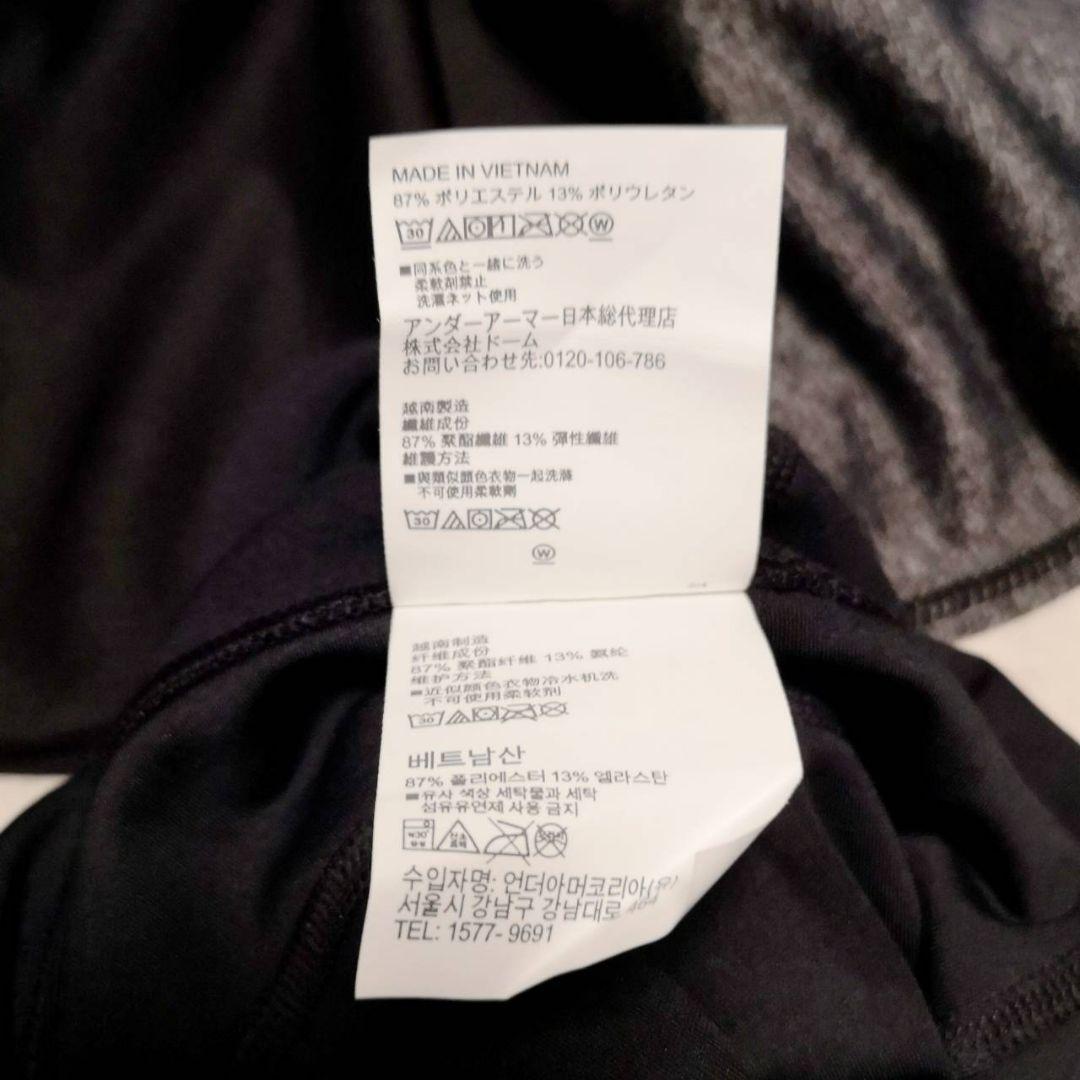 MADE IN VIETNAM
87% ポリエステル 13% ポリウレタン
30
W
■同系色と一緒に洗う
柔軟剤禁止
洗濯ネット使用
アンダーアーマー日本総代理店
株式会社ドーム
お問い合わせ先:0120-106-786
越南製造
纖維成份
87% 聚酯纖維 13% 彈性纖維
維護方法
■與類似顏色衣物一起洗滌
不可使用柔軟劑
30
W
越南制造
纤维成份
87% 聚酯纤维 13% 氨纶
维护方法
■近似颜色衣物冷水机洗
不可使用柔软剂
30
베트남산
87% 폴리에스터 13% 엘라스탄
■유사 색상 세탁물과 세탁
섬유유연제 사용 금지
약30°
수입자명: 언더아머코리아(유)
서울시 강남구 강남대로 464
TEL: 1577-9691